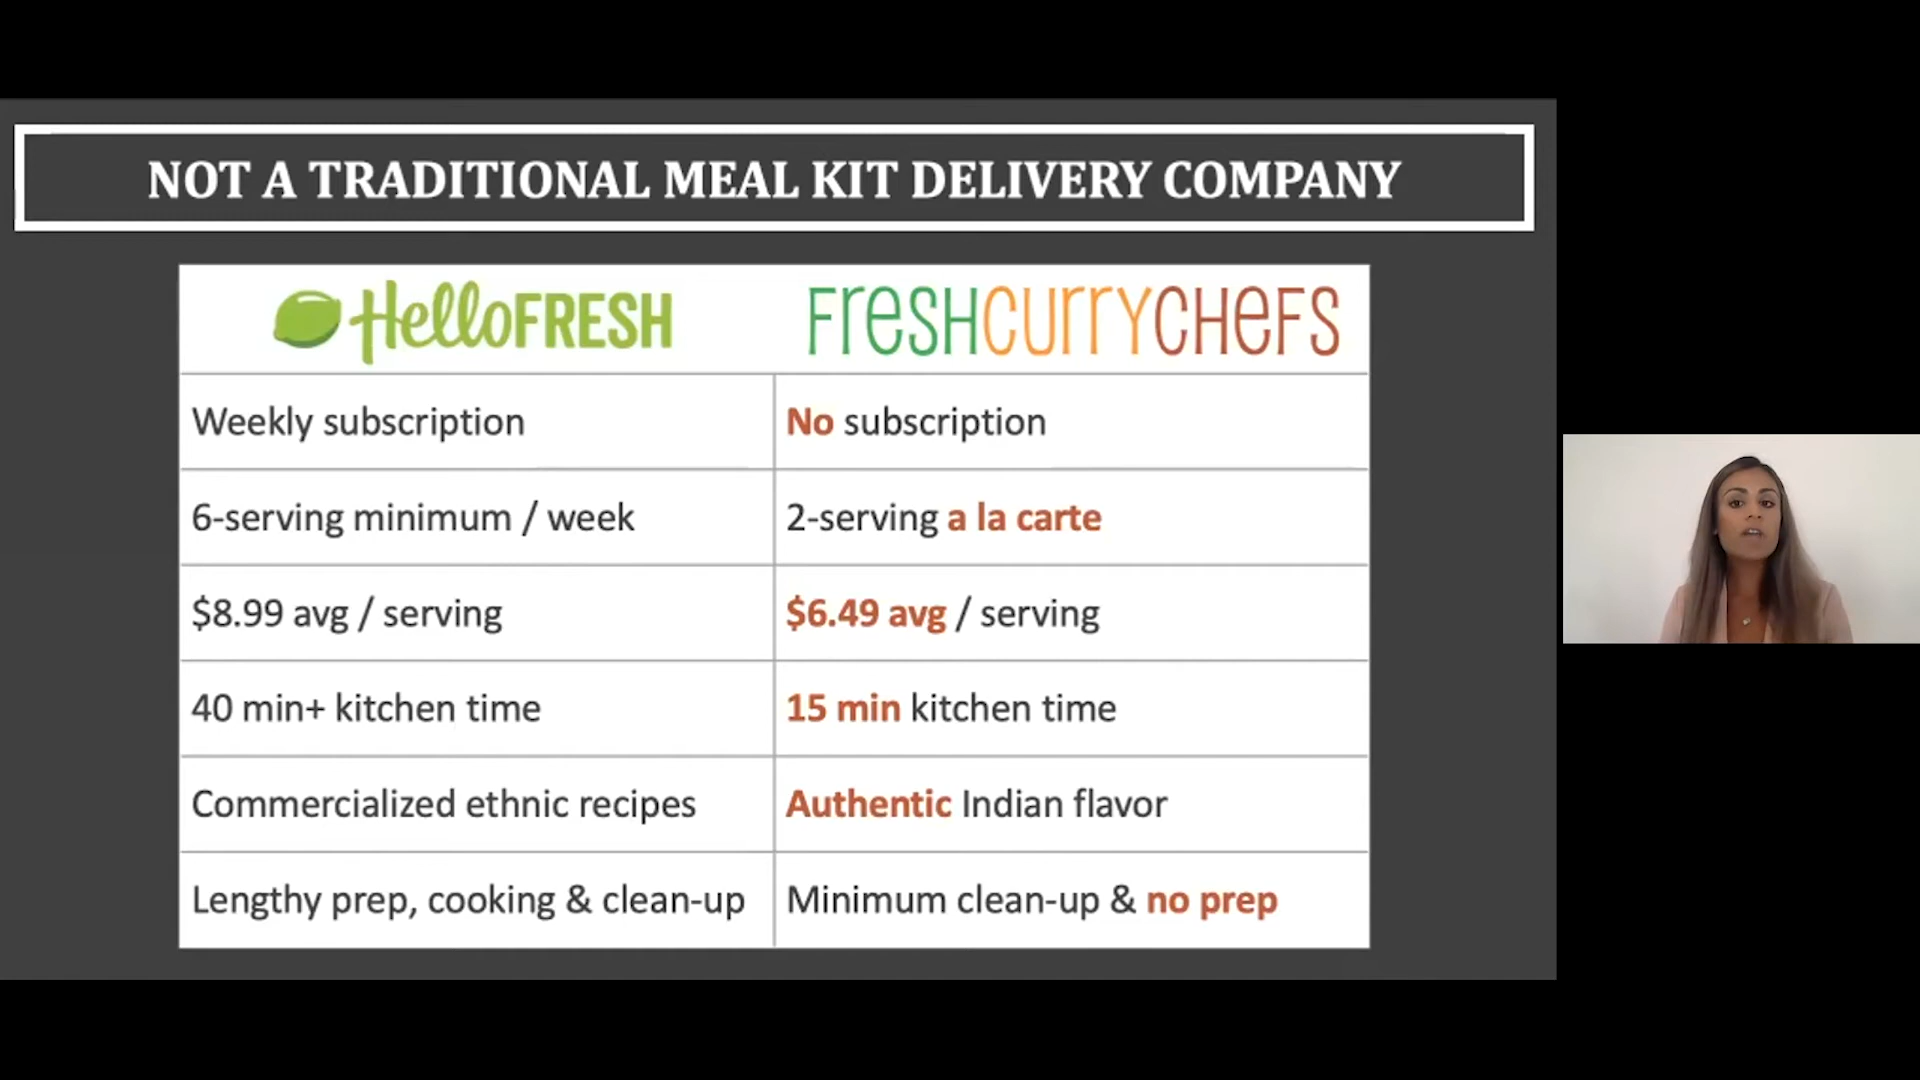 NOT A TRADITIONAL MEAL KIT DELIVERY COMPANY
HelloFRESH
FresHcurrycHeFs
Weekly subscription
No subscription
6-serving minimum / week
2-serving a la carte
$8.99 avg / serving
$6.49 avg / serving
40 min+ kitchen time
15 min kitchen time
Commercialized ethnic recipes
Authentic Indian flavor
Lengthy prep, cooking & clean-up
Minimum clean-up & no prep